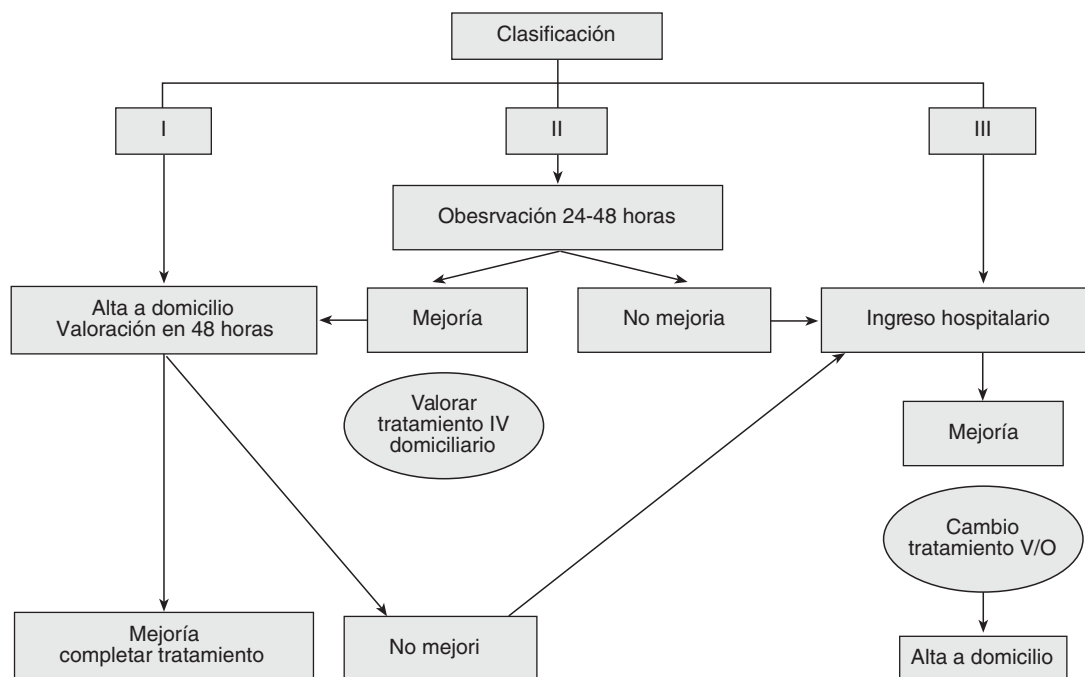 Clasificación
I
II
III
Obesrvación 24-48 horas
Alta a domicilio
Valoración en 48 horas
Mejoría
No mejoria
Ingreso hospitalario
Valorar
tratamiento IV
domiciliario
Mejoría
Cambio
tratamiento V/O
Mejoría
completar tratamiento
No mejori
Alta a domicilio